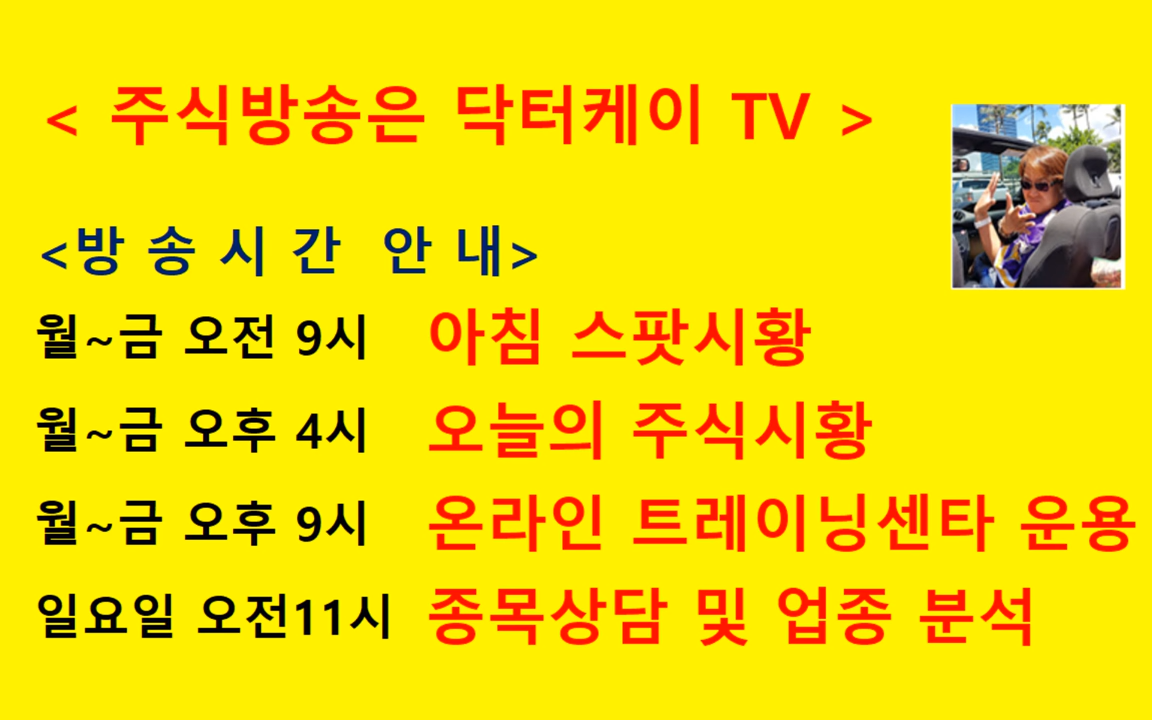 < 주식방송은 닥터케이 TV >
<방 송 시 간 안 내>
월~금 오전 9시 아침 스팟시황
월~금 오후 4시 오늘의 주식시황
월~금 오후 9시 온라인 트레이닝센타 운용
일요일 오전11시 종목상담 및 업종 분석